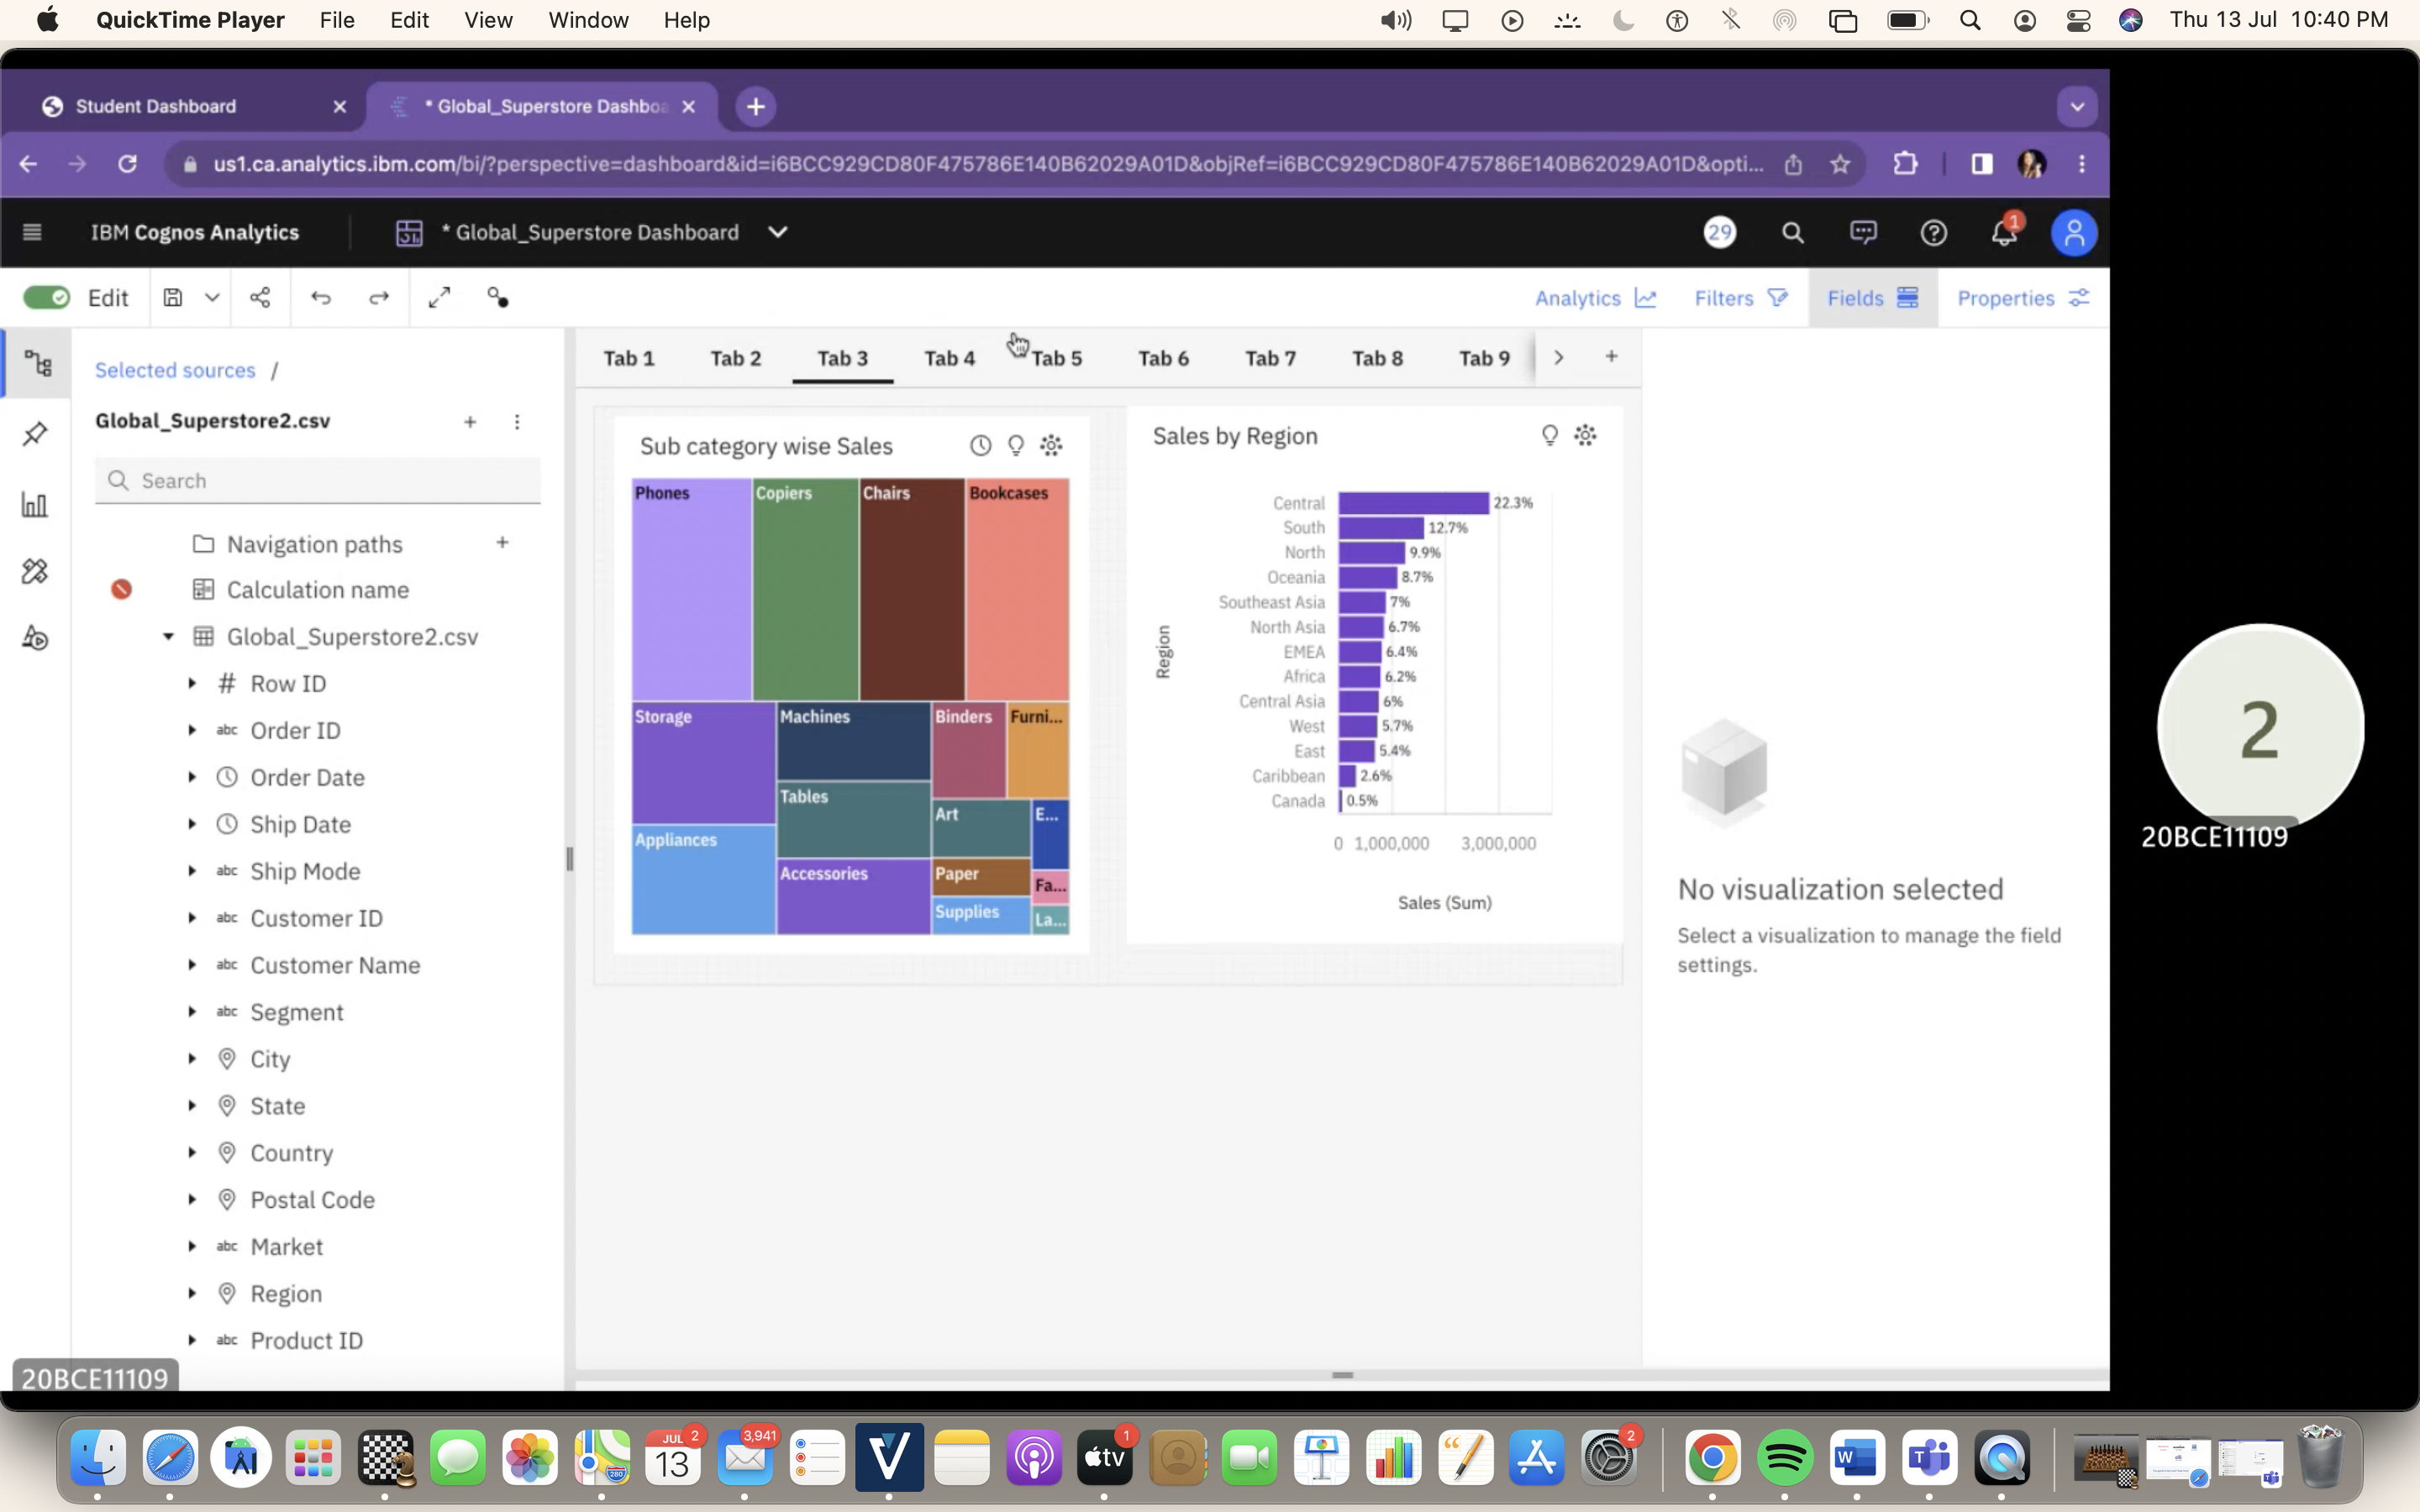 QuickTime Player File Edit View Window Help Thu 13 Jul 10:40 PM
Student Dashboard * Global_Superstore Dashboa
us1.ca.analytics.ibm.com/bi/?perspective=dashboard&id=i6BCC929CD80F475786E140B62029A01D&objRef=i6BCC929CD80F475786E140B62029A01D&opti...
IBM Cognos Analytics * Global_Superstore Dashboard 29 1
Edit Analytics Filters Fields Properties
Selected sources /
Tab 1 Tab 2 Tab 3 Tab 4 Tab 5 Tab 6 Tab 7 Tab 8 Tab 9
Global_Superstore2.csv
Search
Navigation paths
Calculation name
Global_Superstore2.csv
# Row ID
abc Order ID
Order Date
Ship Date
abc Ship Mode
abc Customer ID
abc Customer Name
abc Segment
City
State
Country
Postal Code
abc Market
Region
abc Product ID
20BCE11109
Sub category wise Sales
Phones Copiers Chairs Bookcases
Storage Machines Binders Furni...
Tables
Art E...
Appliances
Accessories Paper Fa...
Supplies La...
Sales by Region
Region
Central 22.3%
South 12.7%
North 9.9%
Oceania 8.7%
Southeast Asia 7%
North Asia 6.7%
EMEA 6.4%
Africa 6.2%
Central Asia 6%
West 5.7%
East 5.4%
Caribbean 2.6%
Canada 0.5%
0 1,000,000 3,000,000
Sales (Sum)
No visualization selected
Select a visualization to manage the field
settings.
2
20BCE11109
JUL 2
13
3,941
280
tv
1
2
W
T